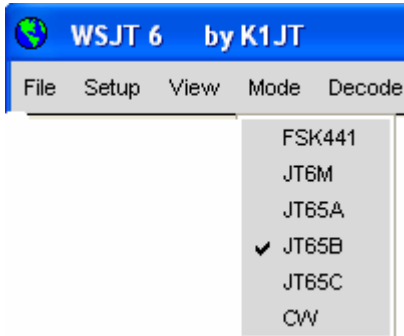 WSJT 6 by K1JT
File Setup View Mode Decode
FSK441
JT6M
JT65A
JT65B
JT65C
CW